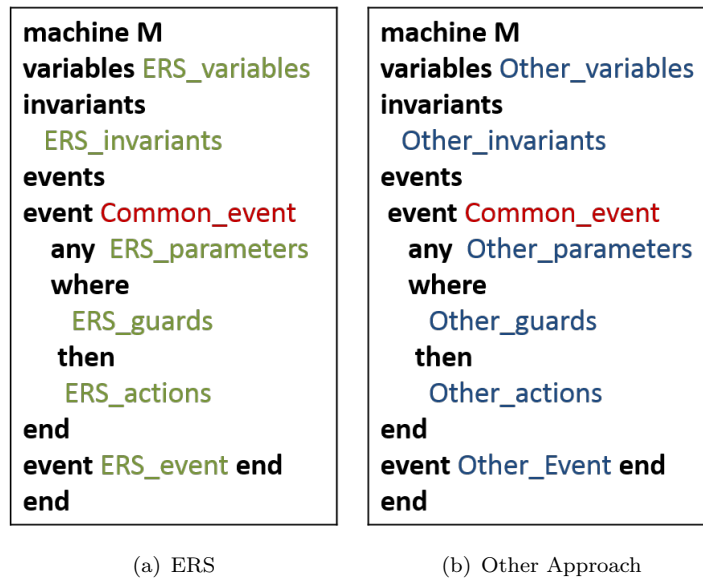 machine M
variables ERS_variables
invariants
ERS_invariants
events
event Common_event
any ERS_parameters
where
ERS_guards
then
ERS_actions
end
event ERS_event end
end
(a) ERS
machine M
variables Other_variables
invariants
Other_invariants
events
event Common_event
any Other_parameters
where
Other_guards
then
Other_actions
end
event Other_Event end
end
(b) Other Approach